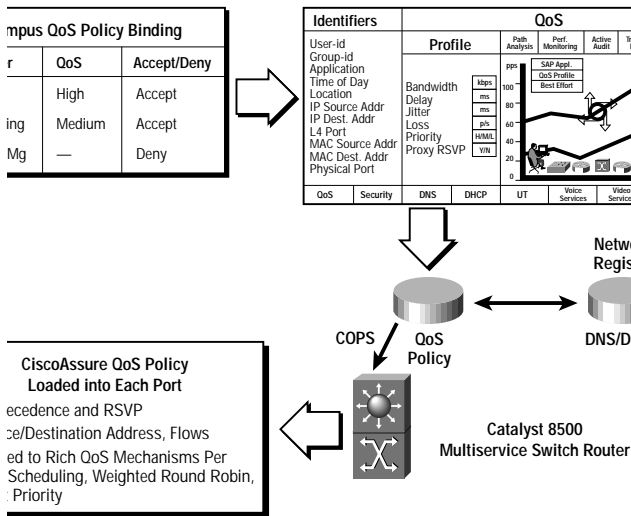 mpus QoS Policy Binding
r QoS Accept/Deny
High Accept
ing Medium Accept
Mg — Deny
Identifiers
User-id
Group-id
Application
Time of Day
Location
IP Source Addr
IP Dest. Addr
L4 Port
MAC Source Addr
MAC Dest. Addr
Physical Port
QoS
Profile
Bandwidth kbps
Delay ms
Jitter ms
Loss p/s
Priority H/M/L
Proxy RSVP Y/N
Path Analysis
Perf. Monitoring
Active Audit
pps
SAP Appl.
QoS Profile
Best Effort
100
80
60
40
20
0
QoS Security DNS DHCP UT Voice Services Video Service
Netw
Regis
COPS
QoS
Policy
DNS/D
CiscoAssure QoS Policy
Loaded into Each Port
ecedence and RSVP
ce/Destination Address, Flows
ed to Rich QoS Mechanisms Per
Scheduling, Weighted Round Robin,
Priority
Catalyst 8500
Multiservice Switch Router